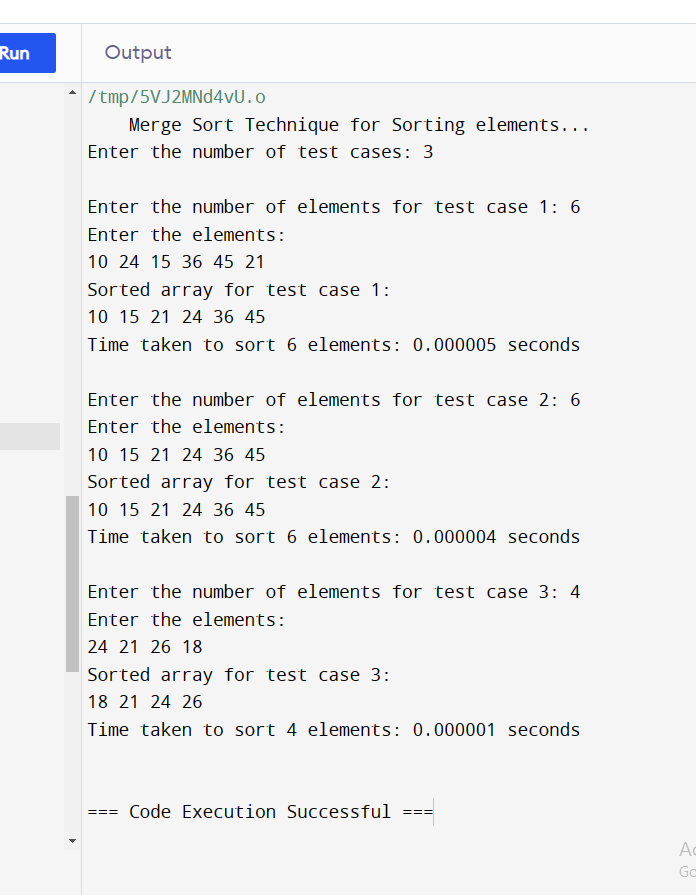 Run
Output
/tmp/5VJ2MNd4vU.o
Merge Sort Technique for Sorting elements...
Enter the number of test cases: 3
Enter the number of elements for test case 1: 6
Enter the elements:
10 24 15 36 45 21
Sorted array for test case 1:
10 15 21 24 36 45
Time taken to sort 6 elements: 0.000005 seconds
Enter the number of elements for test case 2: 6
Enter the elements:
10 15 21 24 36 45
Sorted array for test case 2:
10 15 21 24 36 45
Time taken to sort 6 elements: 0.000004 seconds
Enter the number of elements for test case 3: 4
Enter the elements:
24 21 26 18
Sorted array for test case 3:
18 21 24 26
Time taken to sort 4 elements: 0.000001 seconds
=== Code Execution Successful ===